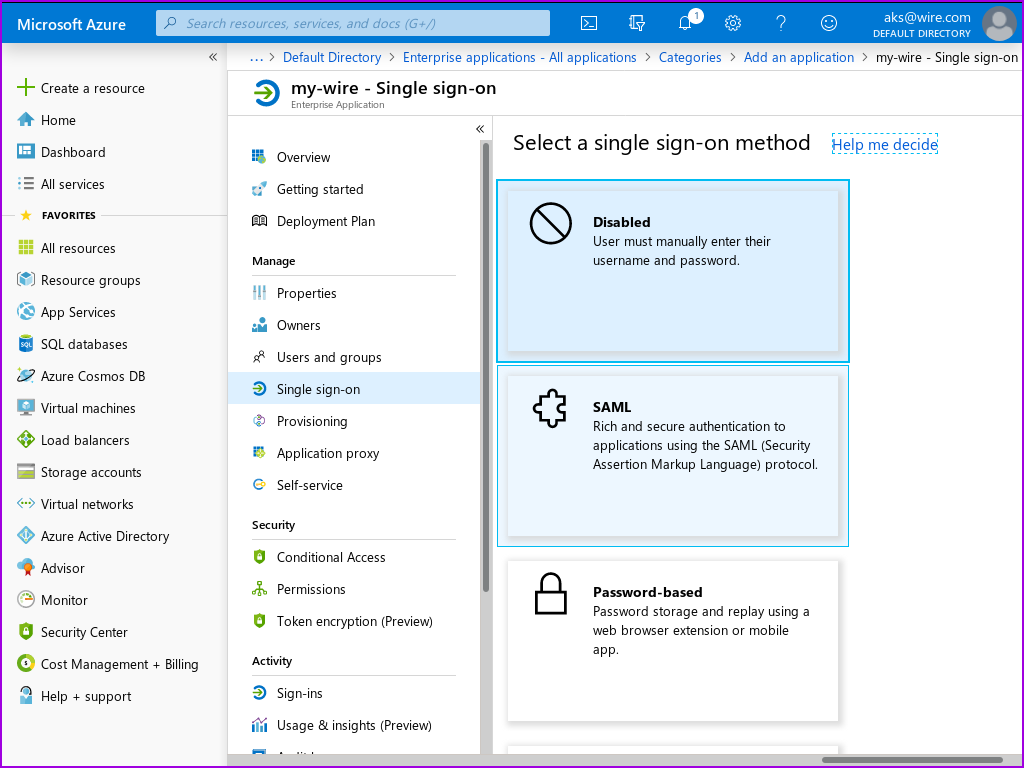 Microsoft Azure
Search resources, services, and docs (G+/)
1
aks@wire.com
DEFAULT DIRECTORY
«
Create a resource
Home
Dashboard
All services
FAVORITES
All resources
Resource groups
App Services
SQL databases
Azure Cosmos DB
Virtual machines
Load balancers
Storage accounts
Virtual networks
Azure Active Directory
Advisor
Monitor
Security Center
Cost Management + Billing
Help + support
... > Default Directory > Enterprise applications - All applications > Categories > Add an application > my-wire - Single sign-on
my-wire - Single sign-on
Enterprise Application
«
Overview
Getting started
Deployment Plan
Manage
Properties
Owners
Users and groups
Single sign-on
Provisioning
Application proxy
Self-service
Security
Conditional Access
Permissions
Token encryption (Preview)
Activity
Sign-ins
Usage & insights (Preview)
Select a single sign-on method
Help me decide
Disabled
User must manually enter their
username and password.
SAML
Rich and secure authentication to
applications using the SAML (Security
Assertion Markup Language) protocol.
Password-based
Password storage and replay using a
web browser extension or mobile
app.